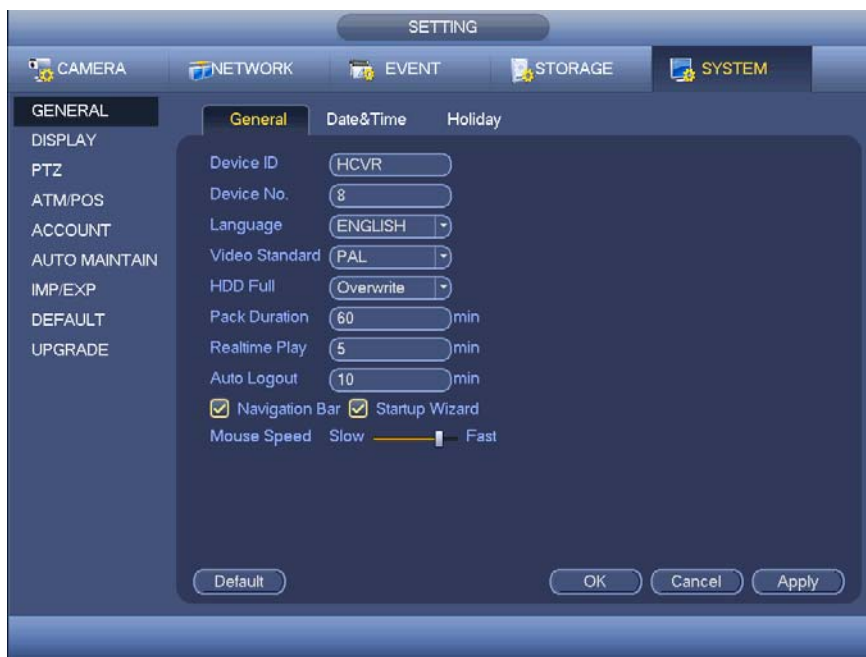 SETTING
CAMERA NETWORK EVENT STORAGE SYSTEM
GENERAL
DISPLAY
PTZ
ATM/POS
ACCOUNT
AUTO MAINTAIN
IMP/EXP
DEFAULT
UPGRADE
General Date&Time Holiday
Device ID HCVR
Device No. 8
Language ENGLISH
Video Standard PAL
HDD Full Overwrite
Pack Duration 60 min
Realtime Play 5 min
Auto Logout 10 min
Navigation Bar Startup Wizard
Mouse Speed Slow Fast
Default OK Cancel Apply